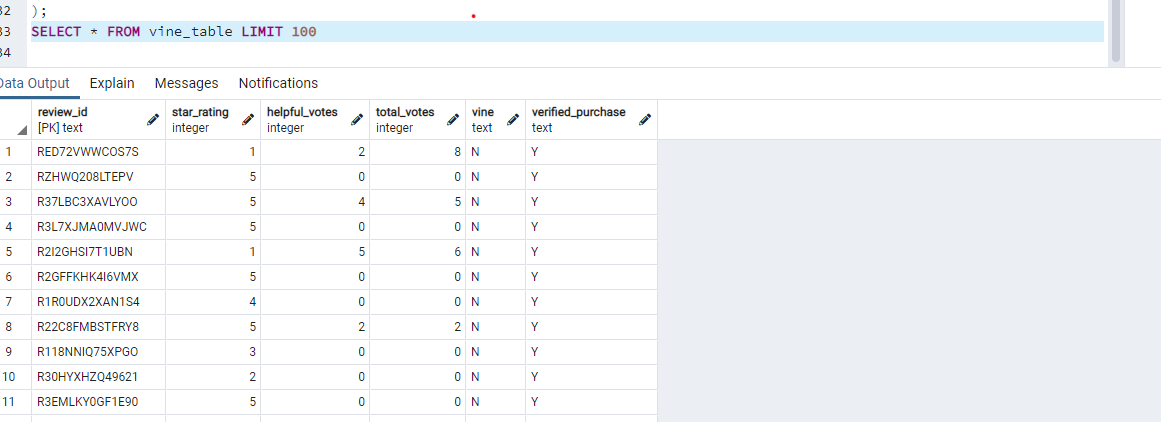 32 );
33 SELECT * FROM vine_table LIMIT 100
34
Data Output Explain Messages Notifications
review_id star_rating helpful_votes total_votes vine verified_purchase
[PK] text integer integer integer text text
1 RED72VWWCOS7S 1 2 8 N Y
2 RZHWQ208LTEPV 5 0 0 N Y
3 R37LBC3XAVLYOO 5 4 5 N Y
4 R3L7XJMA0MVJWC 5 0 0 N Y
5 R2I2GHSI7T1UBN 1 5 6 N Y
6 R2GFFKHK4I6VMX 5 0 0 N Y
7 R1R0UDX2XAN1S4 4 0 0 N Y
8 R22C8FMBSTFRY8 5 2 2 N Y
9 R118NNIQ75XPGO 3 0 0 N Y
10 R30HYXHZQ49621 2 0 0 N Y
11 R3EMLKY0GF1E90 5 0 0 N Y